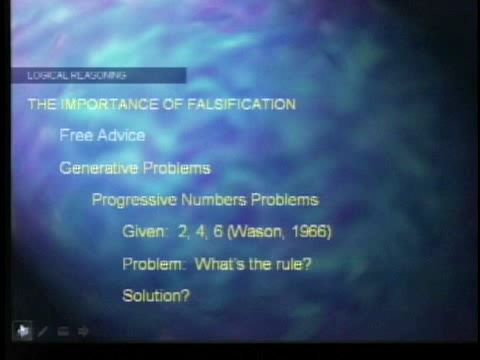 LOGICAL REASONING
THE IMPORTANCE OF FALSIFICATION
Free Advice
Generative Problems
Progressive Numbers Problems
Given: 2, 4, 6 (Wason, 1966)
Problem: What's the rule?
Solution?